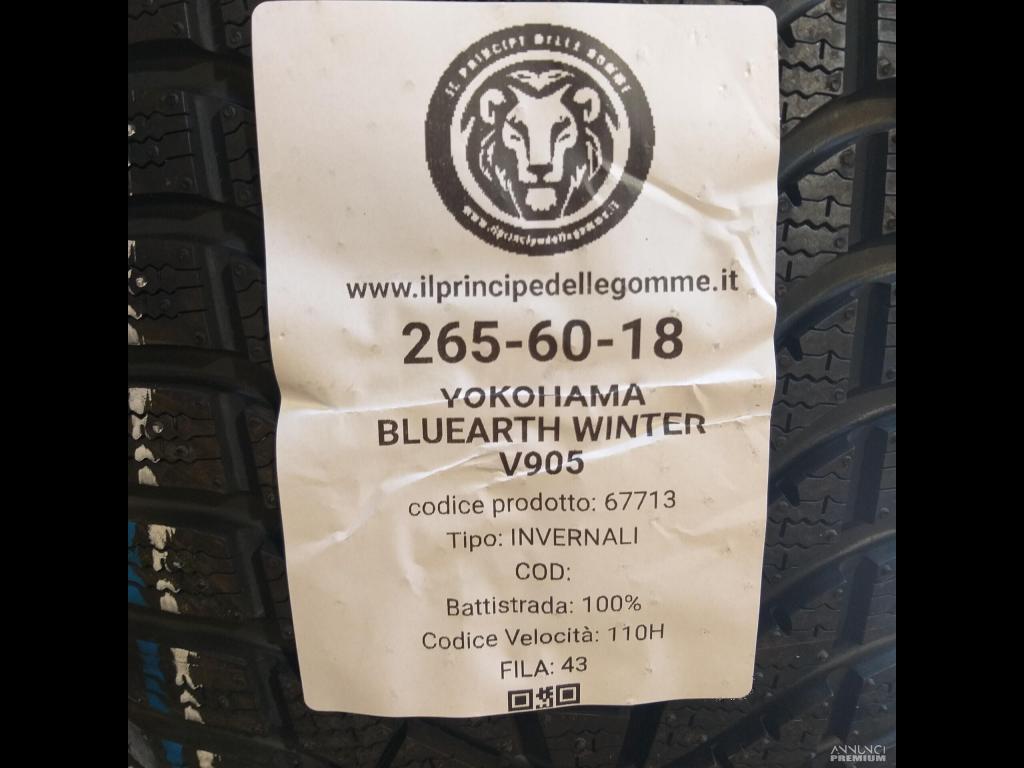 IL PRINCIPE DELLE GOMME
www.ilprincipedellegomme.it
www.ilprincipedellegomme.it
265-60-18
YOKOHAMA
BLUEARTH WINTER
V905
codice prodotto: 67713
Tipo: INVERNALI
COD:
Battistrada: 100%
Codice Velocità: 110H
FILA: 43
ANNUNCI
PREMIUM